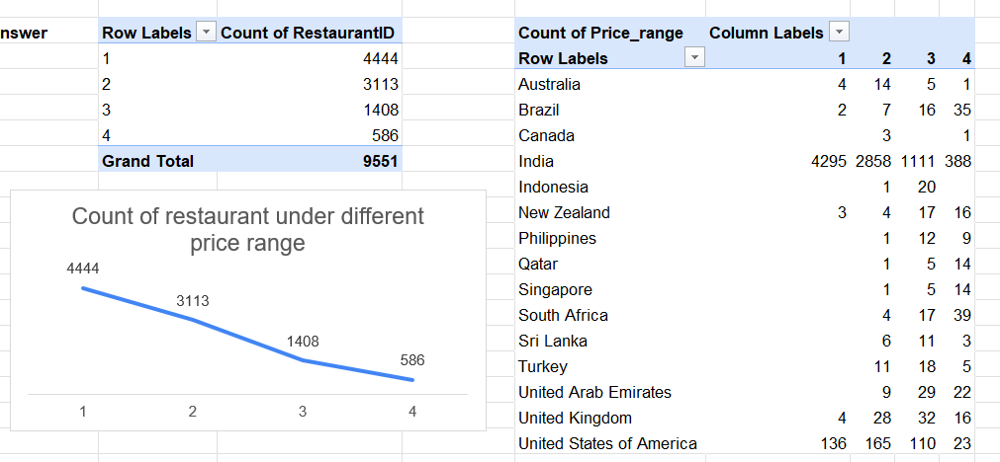 nswer
Row Labels Count of RestaurantID
1 4444
2 3113
3 1408
4 586
Grand Total 9551
Count of restaurant under different
price range
4444
3113
1408
586
1 2 3 4
Count of Price_range Column Labels
Row Labels 1 2 3 4
Australia 4 14 5 1
Brazil 2 7 16 35
Canada 3 1
India 4295 2858 1111 388
Indonesia 1 20
New Zealand 3 4 17 16
Philippines 1 12 9
Qatar 1 5 14
Singapore 1 5 14
South Africa 4 17 39
Sri Lanka 6 11 3
Turkey 11 18 5
United Arab Emirates 9 29 22
United Kingdom 4 28 32 16
United States of America 136 165 110 23